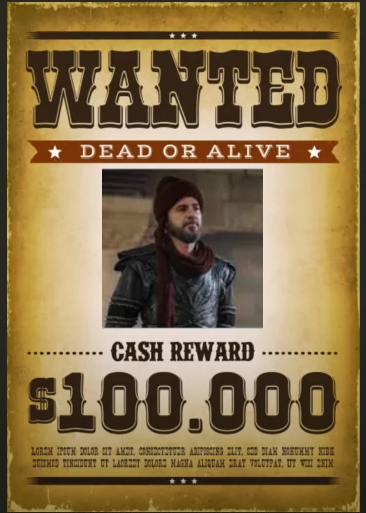 WANTED
DEAD OR ALIVE
CASH REWARD
$100.000
LOREM IPSUM DOLOR SIT AMET, CONSECTETUER ADIPISCING ELIT, SED DIAM NONUMMY NIBH
EUISMOD TINCIDUNT UT LAOREET DOLORE MAGNA ALIQUAM ERAT VOLUTPAT. UT WISI ENIM